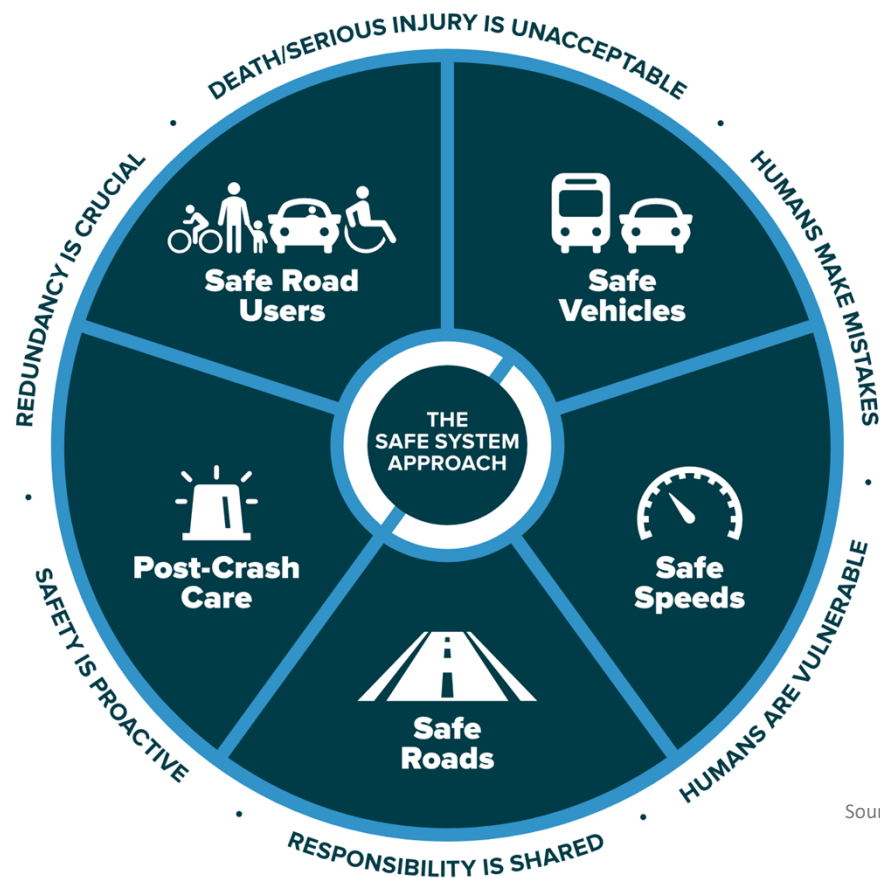 DEATH/SERIOUS INJURY IS UNACCEPTABLE
HUMANS MAKE MISTAKES
HUMANS ARE VULNERABLE
RESPONSIBILITY IS SHARED
SAFETY IS PROACTIVE
REDUNDANCY IS CRUCIAL
Safe Road
Users
Safe
Vehicles
Safe
Speeds
Safe
Roads
Post-Crash
Care
THE
SAFE SYSTEM
APPROACH
Sour